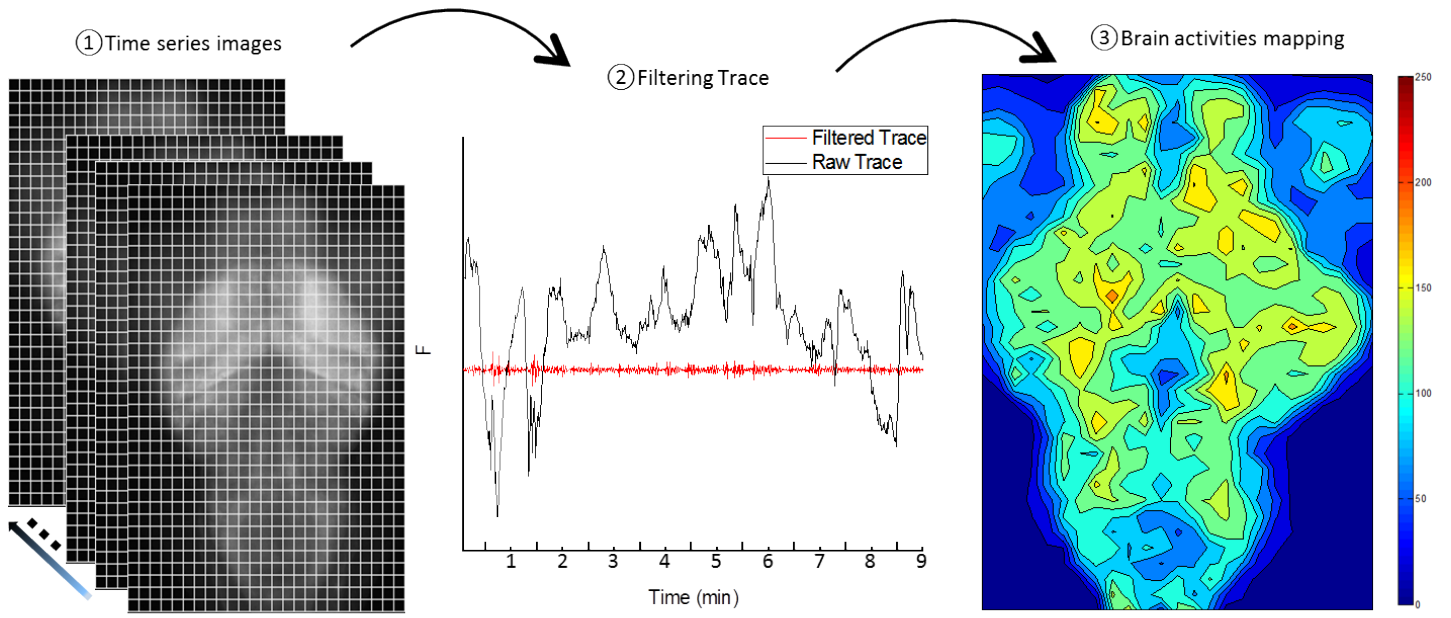 ①Time series images
②Filtering Trace
③Brain activities mapping
Filtered Trace
Raw Trace
F
1 2 3 4 5 6 7 8 9
Time (min)
250
200
150
100
50
0